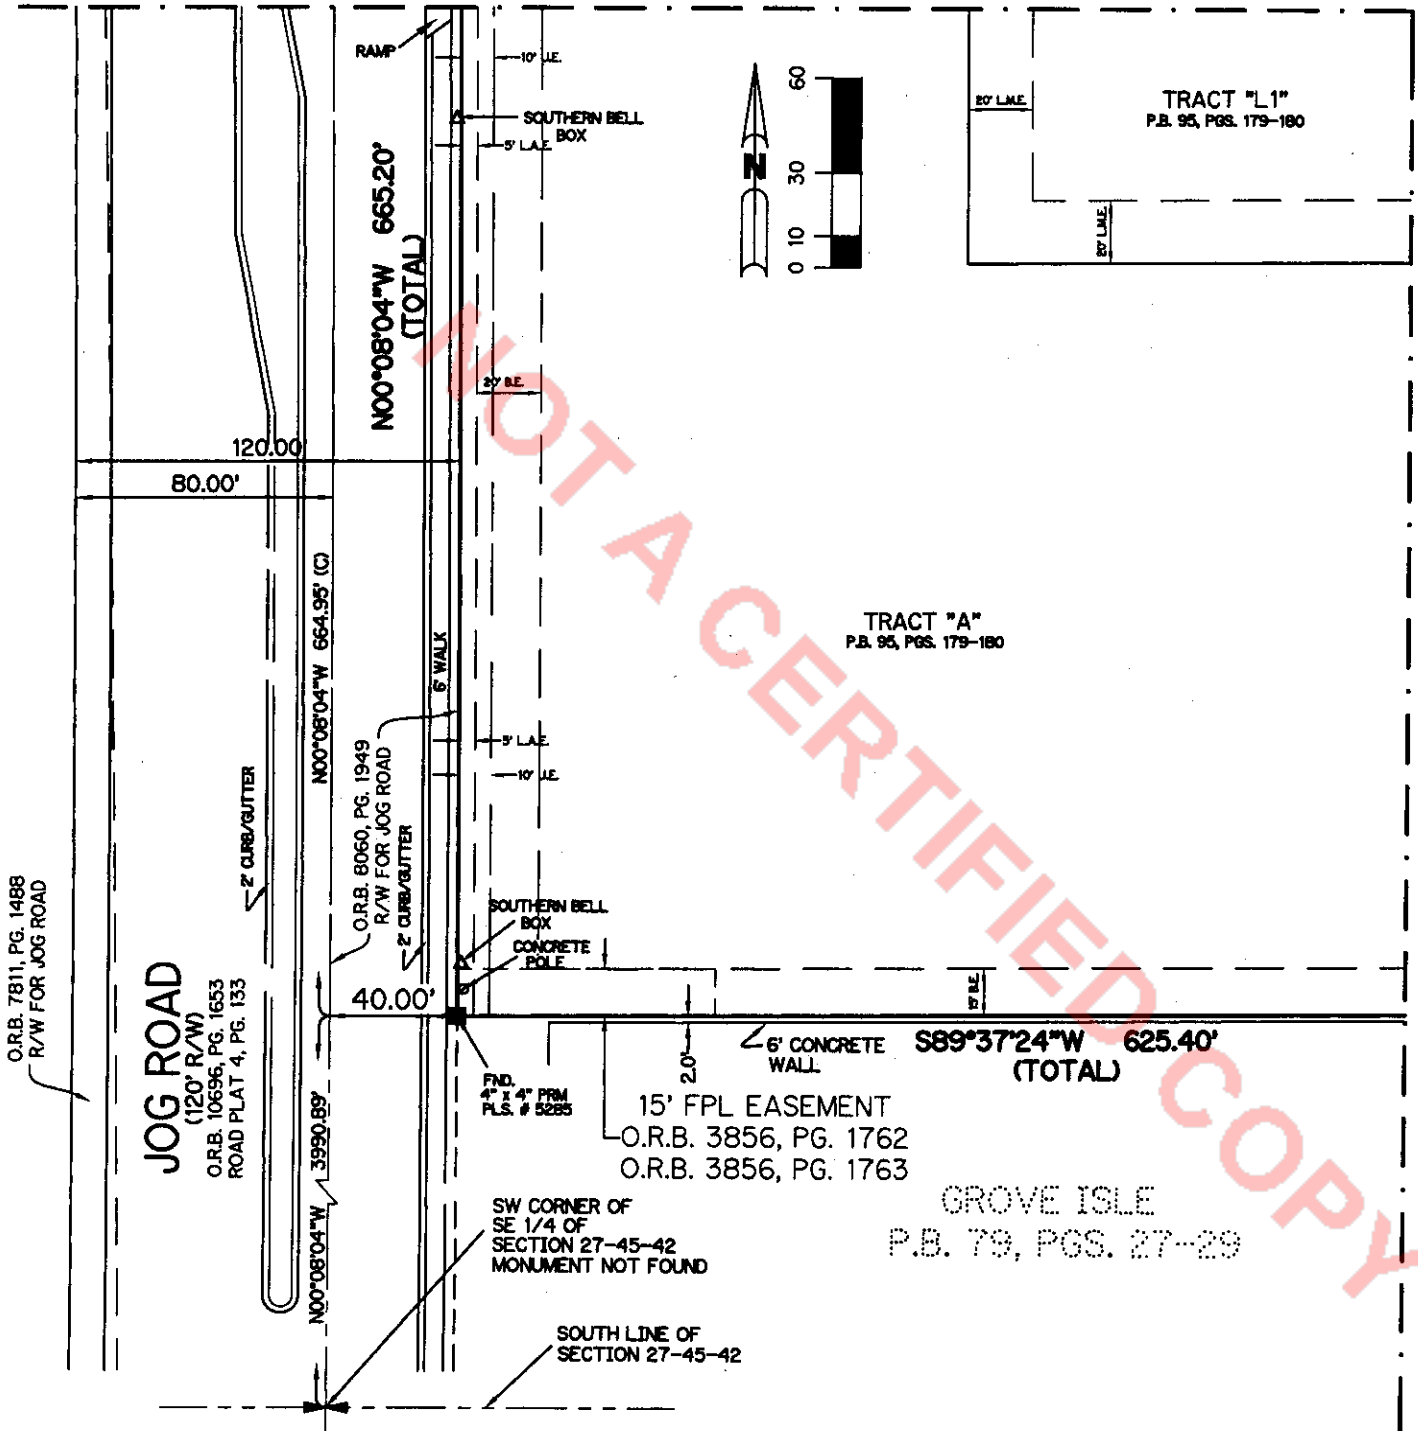 RAMP
10' U.E.
SOUTHERN BELL
BOX
5' L.A.E.
N00°08'04"W 665.20'
(TOTAL)
N
60
30
10
0
20' L.M.E.
TRACT "L1"
P.B. 95, PGS. 179-180
20' L.M.E.
20' B.E.
120.00
80.00'
N00°08'04"W 664.95' (C)
6' WALK
TRACT "A"
P.B. 95, PGS. 179-180
5' L.A.E.
10' U.E.
O.R.B. 8060, PG. 1949
R/W FOR JOG ROAD
2' CURB/GUTTER
2' CURB/GUTTER
O.R.B. 7811, PG. 1488
R/W FOR JOG ROAD
SOUTHERN BELL
BOX
CONCRETE
POLE
JOG ROAD
(120' R/W)
O.R.B. 10696, PG. 1653
ROAD PLAT 4, PG. 133
40.00'
15' B.E.
2.0'
6' CONCRETE
WALL
S89°37'24"W 625.40'
(TOTAL)
FND.
4" x 4" PRM
PLS. # 5285
15' FPL EASEMENT
O.R.B. 3856, PG. 1762
O.R.B. 3856, PG. 1763
N00°08'04"W 3990.89'
SW CORNER OF
SE 1/4 OF
SECTION 27-45-42
MONUMENT NOT FOUND
GROVE ISLE
P.B. 79, PGS. 27-29
SOUTH LINE OF
SECTION 27-45-42
NOT A CERTIFIED COPY